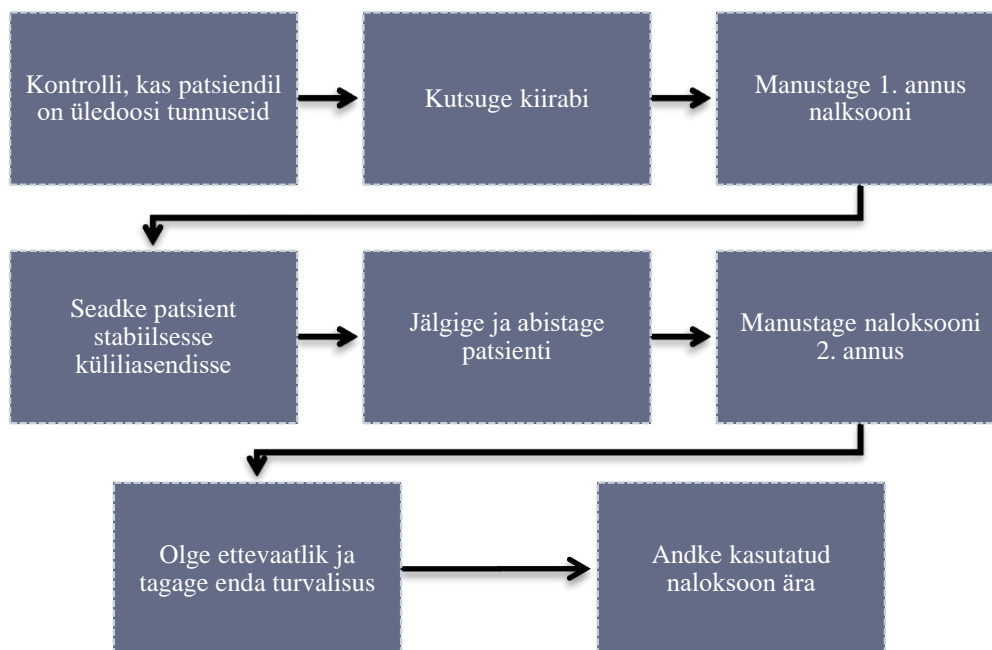 Kontrolli, kas patsiendil
on üledoosi tunnuseid
Kutsuge kiirabi
Manustage 1. annus
nalksooni
Seadke patsient
stabiilsesse
küliliasendisse
Jälgige ja abistage
patsienti
Manustage naloksooni
2. annus
Olge ettevaatlik ja
tagage enda turvalisus
Andke kasutatud
naloksoon ära